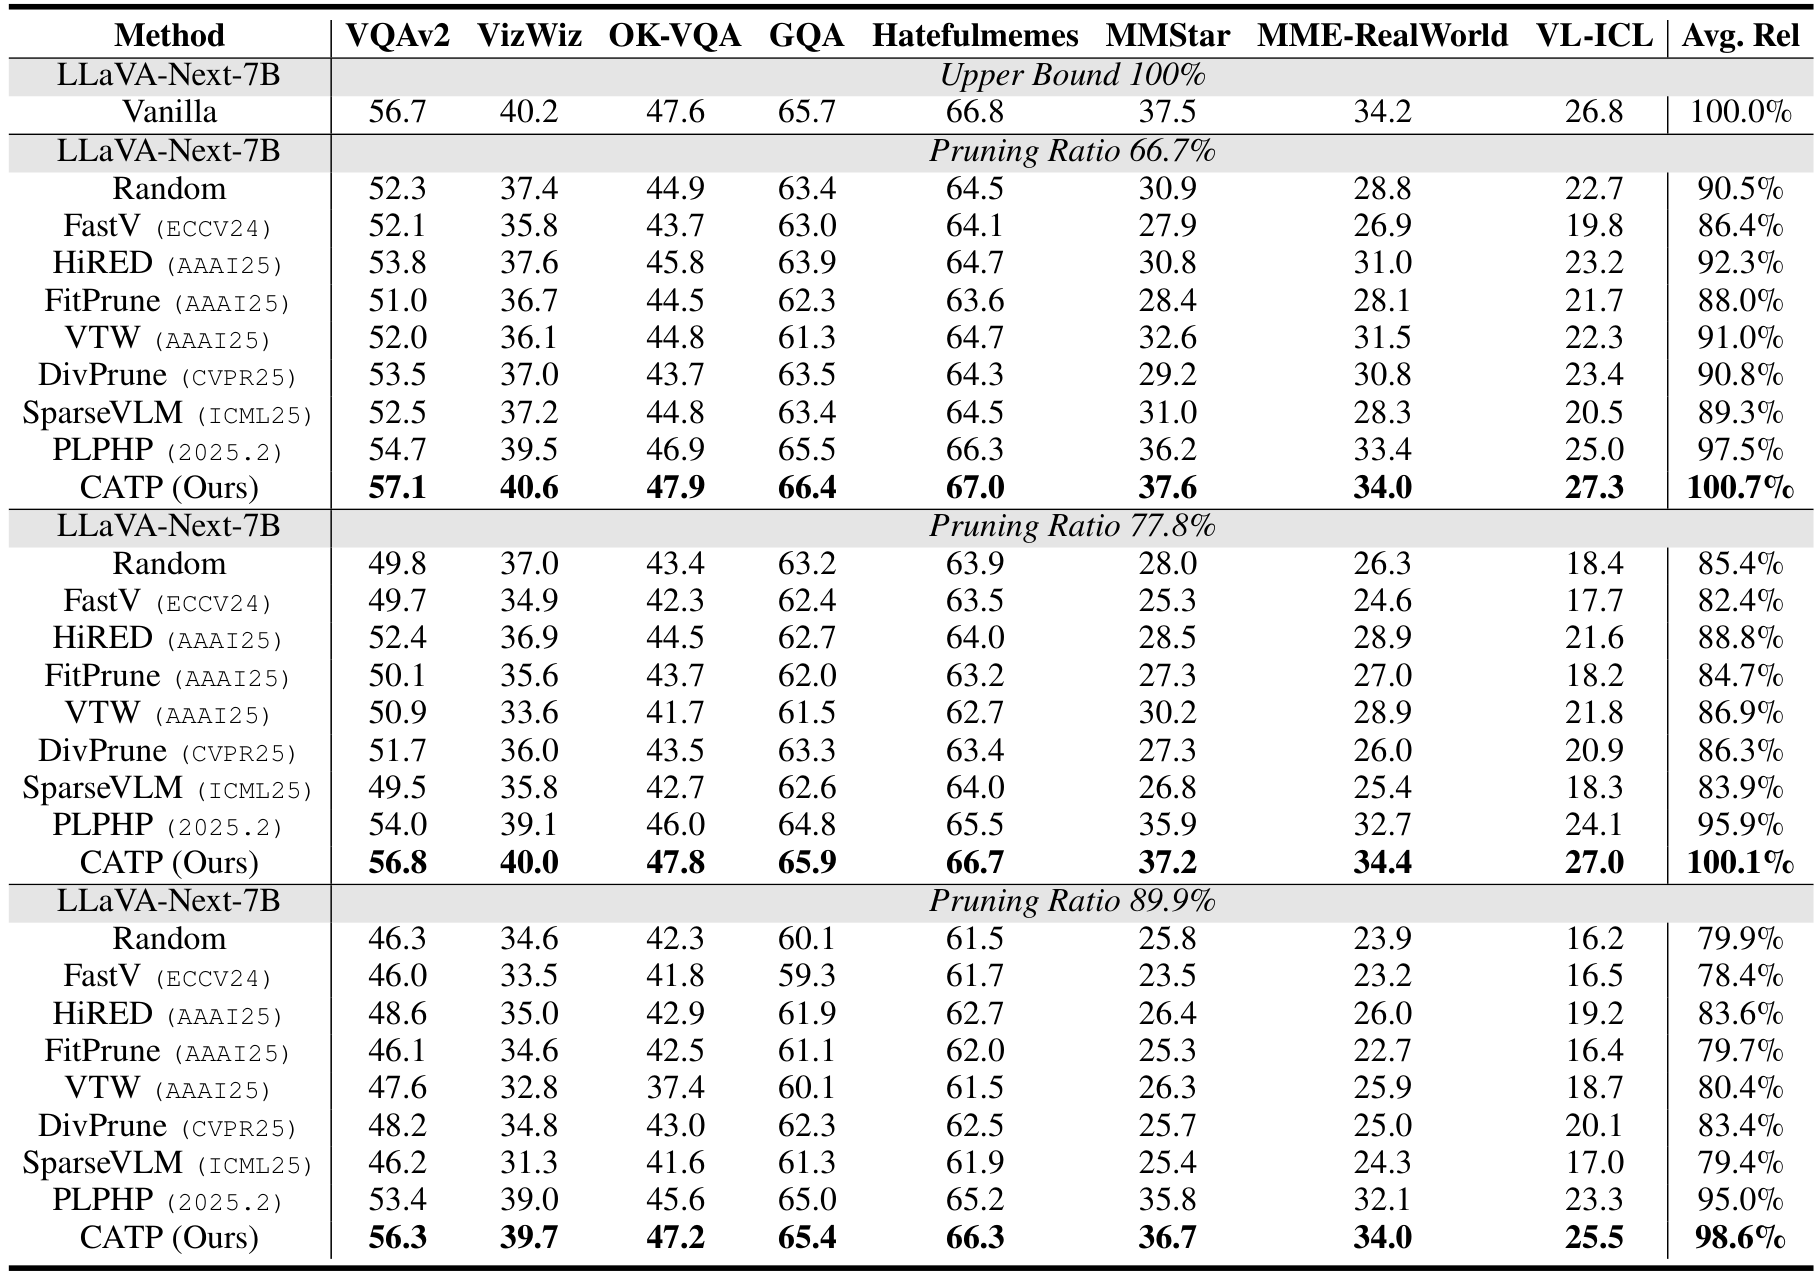 Method VQAv2 VizWiz OK-VQA GQA Hatefulmemes MMStar MME-RealWorld VL-ICL Avg. Rel
LLaVA-Next-7B Upper Bound 100%
Vanilla 56.7 40.2 47.6 65.7 66.8 37.5 34.2 26.8 100.0%
LLaVA-Next-7B Pruning Ratio 66.7%
Random 52.3 37.4 44.9 63.4 64.5 30.9 28.8 22.7 90.5%
FastV (ECCV24) 52.1 35.8 43.7 63.0 64.1 27.9 26.9 19.8 86.4%
HiRED (AAAI25) 53.8 37.6 45.8 63.9 64.7 30.8 31.0 23.2 92.3%
FitPrune (AAAI25) 51.0 36.7 44.5 62.3 63.6 28.4 28.1 21.7 88.0%
VTW (AAAI25) 52.0 36.1 44.8 61.3 64.7 32.6 31.5 22.3 91.0%
DivPrune (CVPR25) 53.5 37.0 43.7 63.5 64.3 29.2 30.8 23.4 90.8%
SparseVLM (ICML25) 52.5 37.2 44.8 63.4 64.5 31.0 28.3 20.5 89.3%
PLPHP (2025.2) 54.7 39.5 46.9 65.5 66.3 36.2 33.4 25.0 97.5%
CATP (Ours) 57.1 40.6 47.9 66.4 67.0 37.6 34.0 27.3 100.7%
LLaVA-Next-7B Pruning Ratio 77.8%
Random 49.8 37.0 43.4 63.2 63.9 28.0 26.3 18.4 85.4%
FastV (ECCV24) 49.7 34.9 42.3 62.4 63.5 25.3 24.6 17.7 82.4%
HiRED (AAAI25) 52.4 36.9 44.5 62.7 64.0 28.5 28.9 21.6 88.8%
FitPrune (AAAI25) 50.1 35.6 43.7 62.0 63.2 27.3 27.0 18.2 84.7%
VTW (AAAI25) 50.9 33.6 41.7 61.5 62.7 30.2 28.9 21.8 86.9%
DivPrune (CVPR25) 51.7 36.0 43.5 63.3 63.4 27.3 26.0 20.9 86.3%
SparseVLM (ICML25) 49.5 35.8 42.7 62.6 64.0 26.8 25.4 18.3 83.9%
PLPHP (2025.2) 54.0 39.1 46.0 64.8 65.5 35.9 32.7 24.1 95.9%
CATP (Ours) 56.8 40.0 47.8 65.9 66.7 37.2 34.4 27.0 100.1%
LLaVA-Next-7B Pruning Ratio 89.9%
Random 46.3 34.6 42.3 60.1 61.5 25.8 23.9 16.2 79.9%
FastV (ECCV24) 46.0 33.5 41.8 59.3 61.7 23.5 23.2 16.5 78.4%
HiRED (AAAI25) 48.6 35.0 42.9 61.9 62.7 26.4 26.0 19.2 83.6%
FitPrune (AAAI25) 46.1 34.6 42.5 61.1 62.0 25.3 22.7 16.4 79.7%
VTW (AAAI25) 47.6 32.8 37.4 60.1 61.5 26.3 25.9 18.7 80.4%
DivPrune (CVPR25) 48.2 34.8 43.0 62.3 62.5 25.7 25.0 20.1 83.4%
SparseVLM (ICML25) 46.2 31.3 41.6 61.3 61.9 25.4 24.3 17.0 79.4%
PLPHP (2025.2) 53.4 39.0 45.6 65.0 65.2 35.8 32.1 23.3 95.0%
CATP (Ours) 56.3 39.7 47.2 65.4 66.3 36.7 34.0 25.5 98.6%